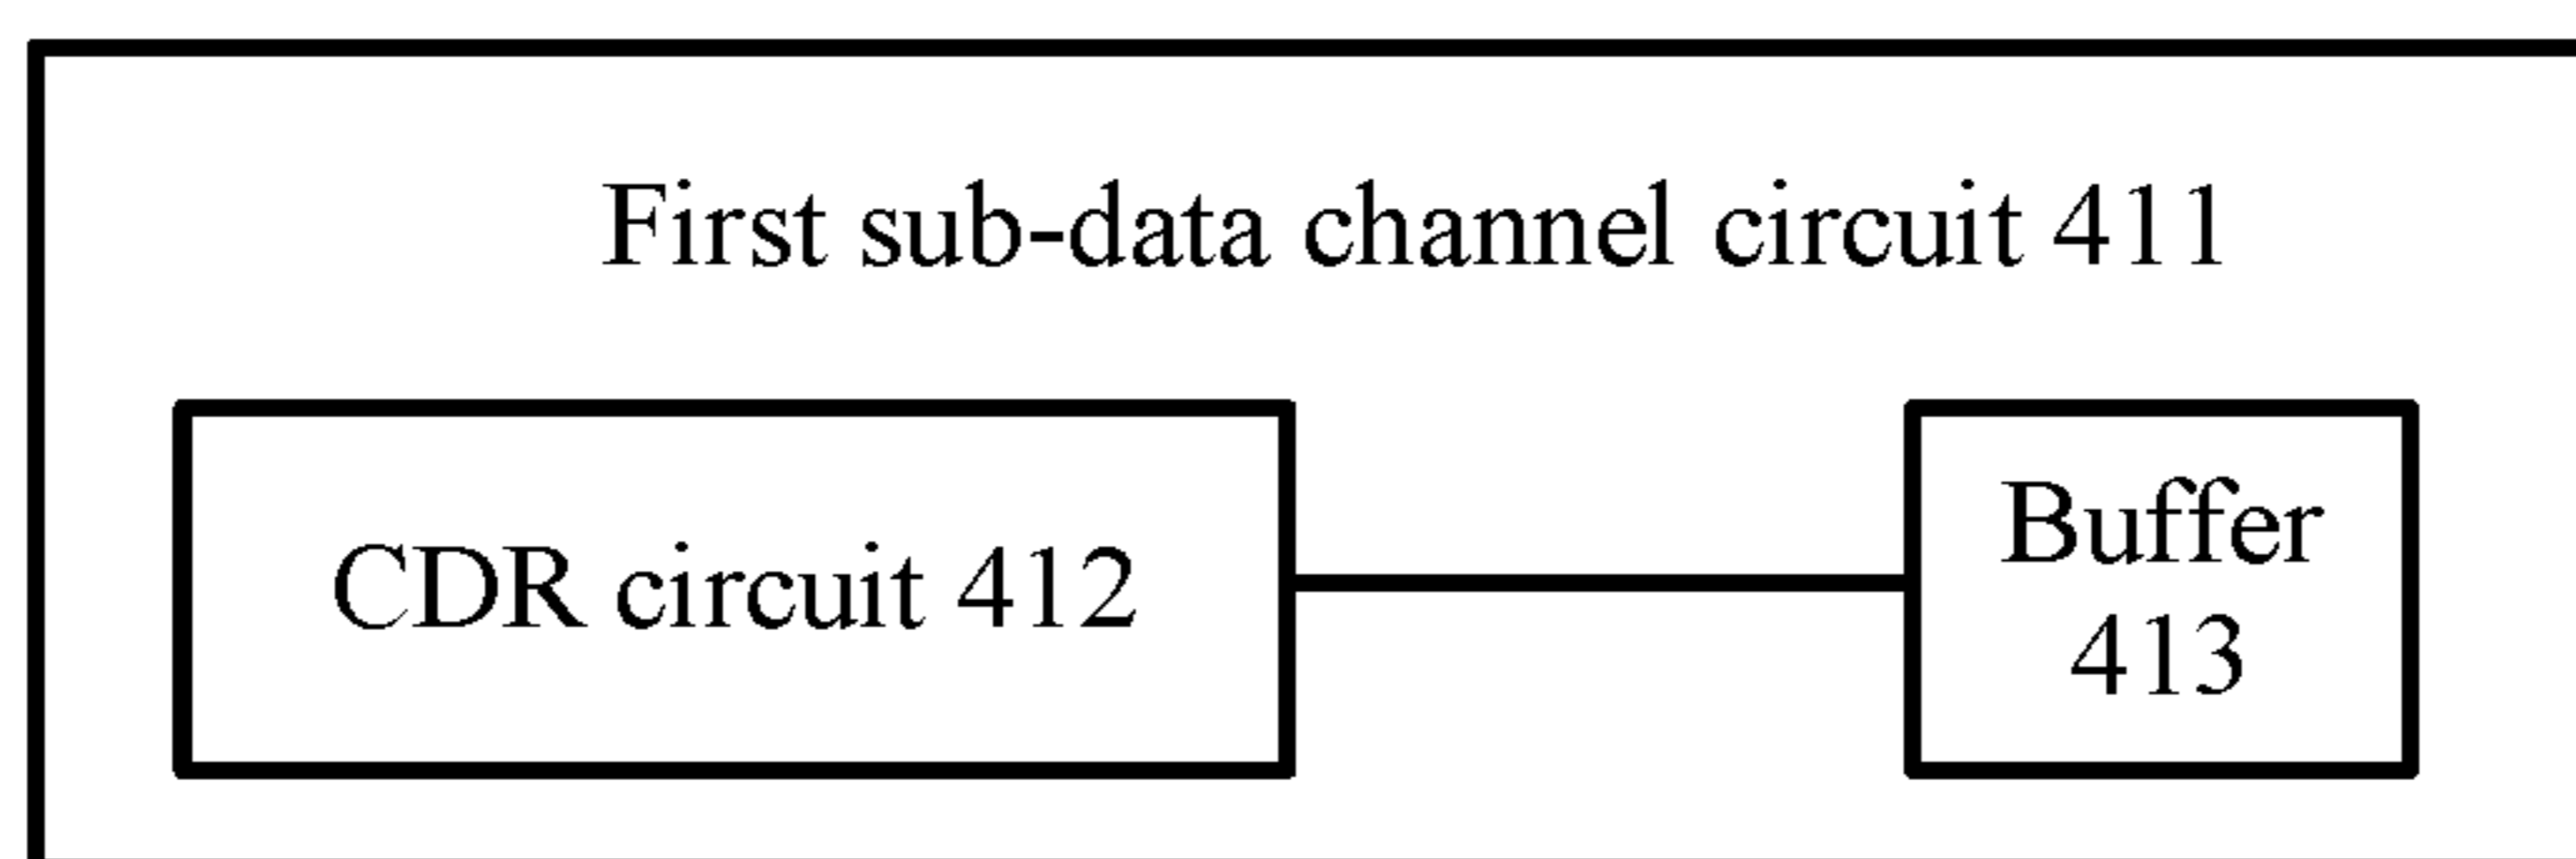 First sub-data channel circuit 411
CDR circuit 412
Buffer
413